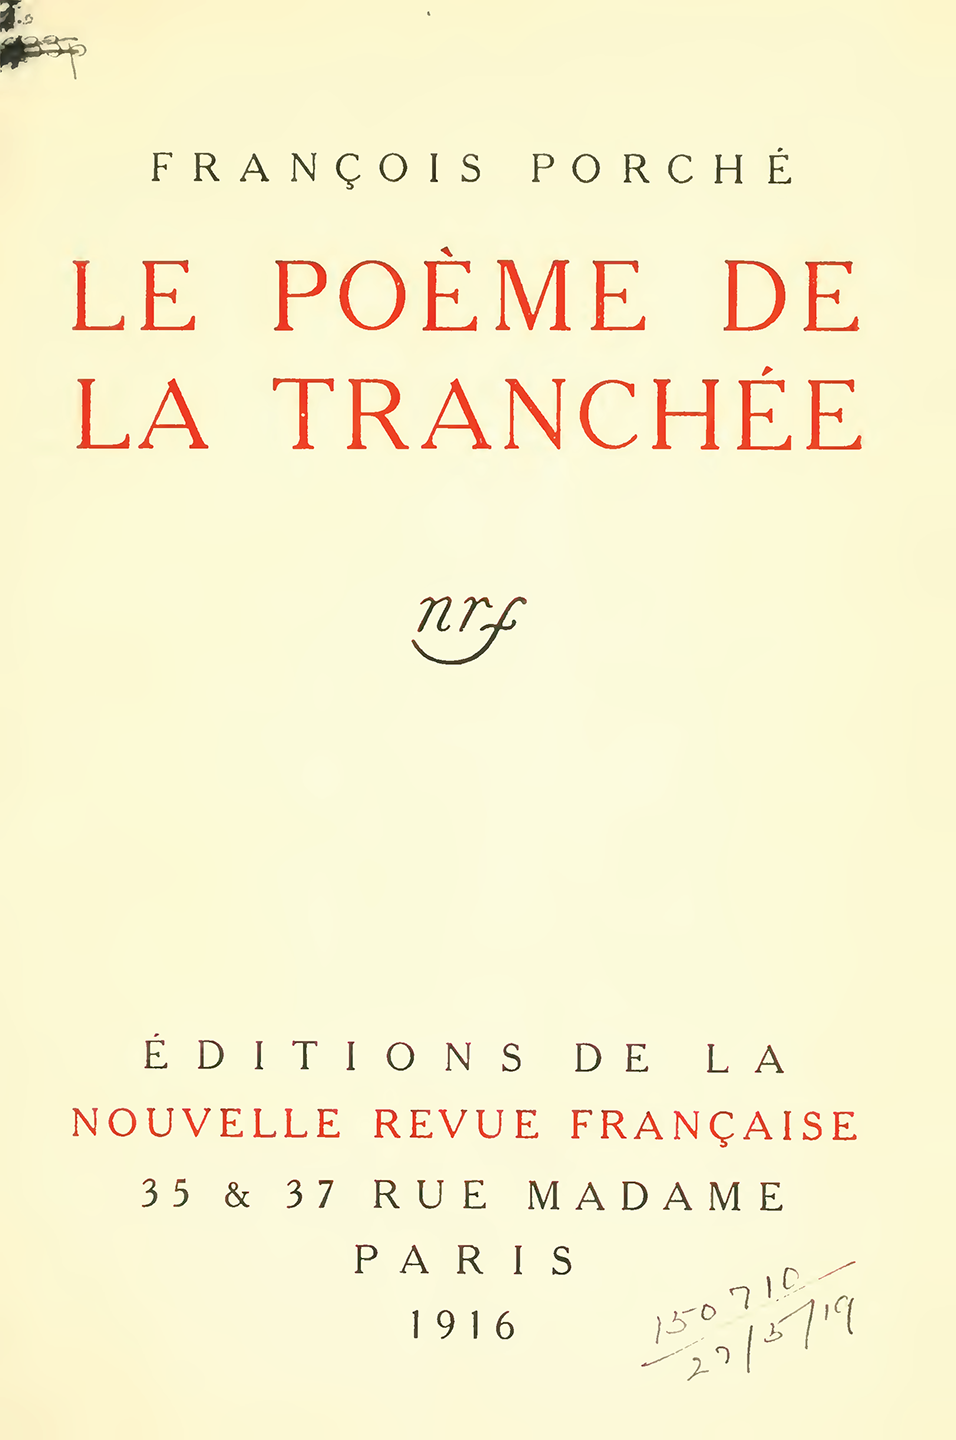 FRANÇOIS PORCHÉ
LE POÈME DE
LA TRANCHÉE
nrf
ÉDITIONS DE LA
NOUVELLE REVUE FRANÇAISE
35 & 37 RUE MADAME
PARIS
1916
150710
27/5/19